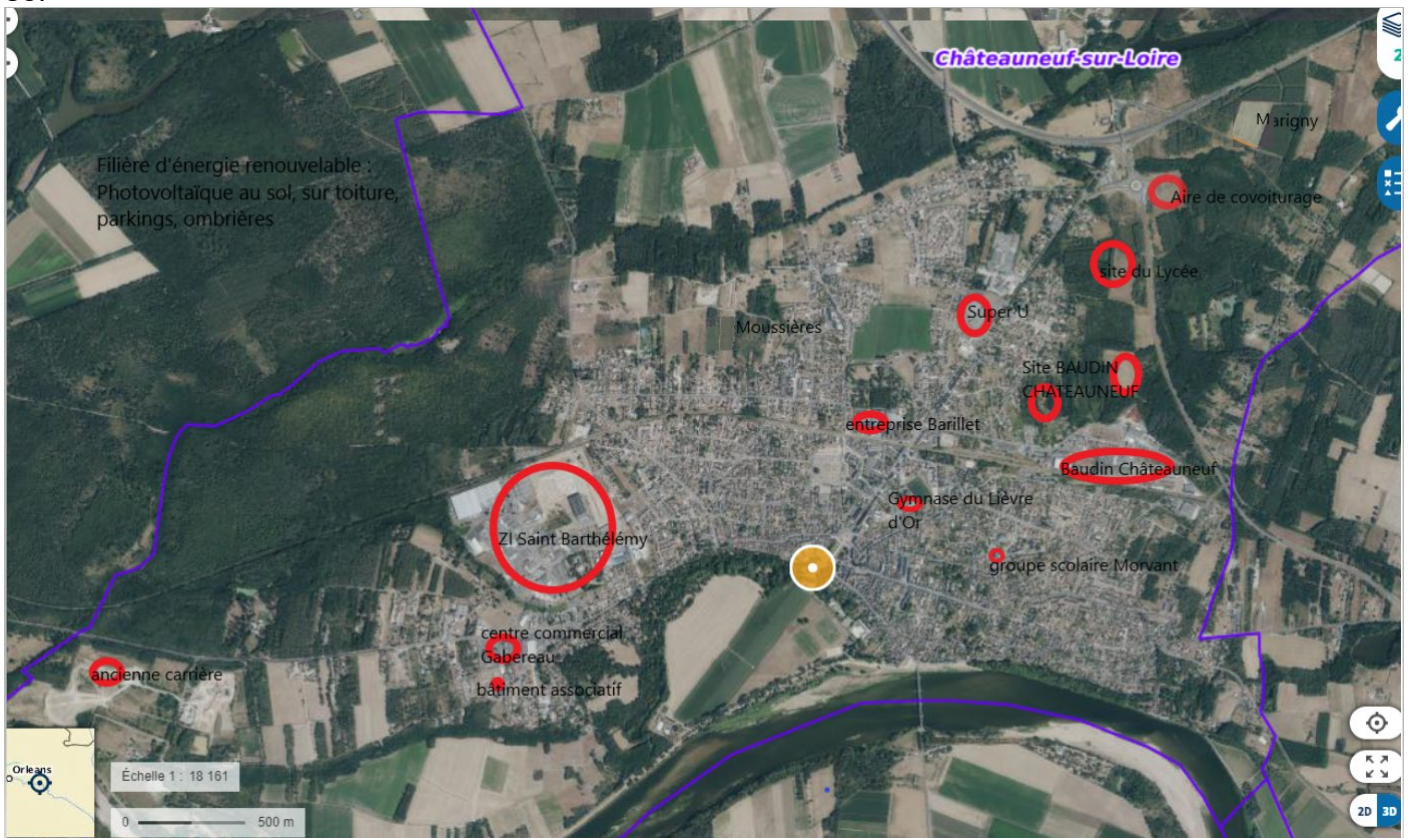 Châteauneuf-sur-Loire
2
Marigny
Filière d'énergie renouvelable :
Photovoltaïque au sol, sur toiture,
parkings, ombrières
Aire de covoiturage
site du Lycée
Super U
Moussières
Site BAUDIN
CHATEAUNEUF
entreprise Barillet
Baudin Châteauneuf
Gymnase du Lièvre
d'Or
ZI Saint Barthélémy
groupe scolaire Morvant
centre commercial
Gabereau
ancienne carrière
bâtiment associatif
Orleans
Échelle 1 : 18 161
0 500 m
2D 3D